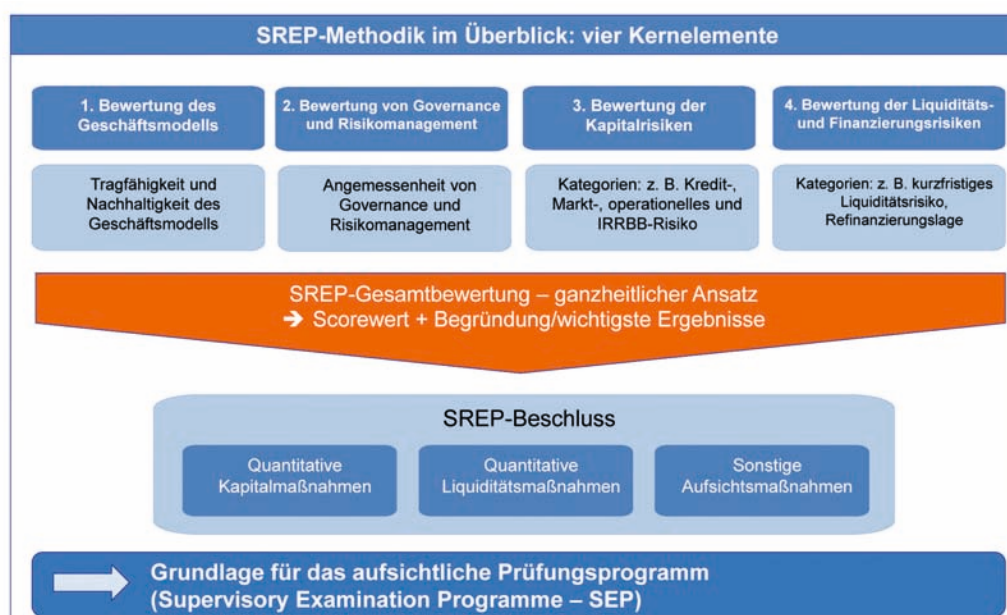 SREP-Methodik im Überblick: vier Kernelemente
1. Bewertung des
Geschäftsmodells
2. Bewertung von Governance
und Risikomanagement
3. Bewertung der
Kapitalrisiken
4. Bewertung der Liquiditäts-
und Finanzierungsrisiken
Tragfähigkeit und
Nachhaltigkeit des
Geschäftsmodells
Angemessenheit von
Governance und
Risikomanagement
Kategorien: z. B. Kredit-,
Markt-, operationelles und
IRRBB-Risiko
Kategorien: z. B. kurzfristiges
Liquiditätsrisiko,
Refinanzierungslage
SREP-Gesamtbewertung – ganzheitlicher Ansatz
➔ Scorewert + Begründung/wichtigste Ergebnisse
SREP-Beschluss
Quantitative
Kapitalmaßnahmen
Quantitative
Liquiditätsmaßnahmen
Sonstige
Aufsichtsmaßnahmen
Grundlage für das aufsichtliche Prüfungsprogramm
(Supervisory Examination Programme – SEP)